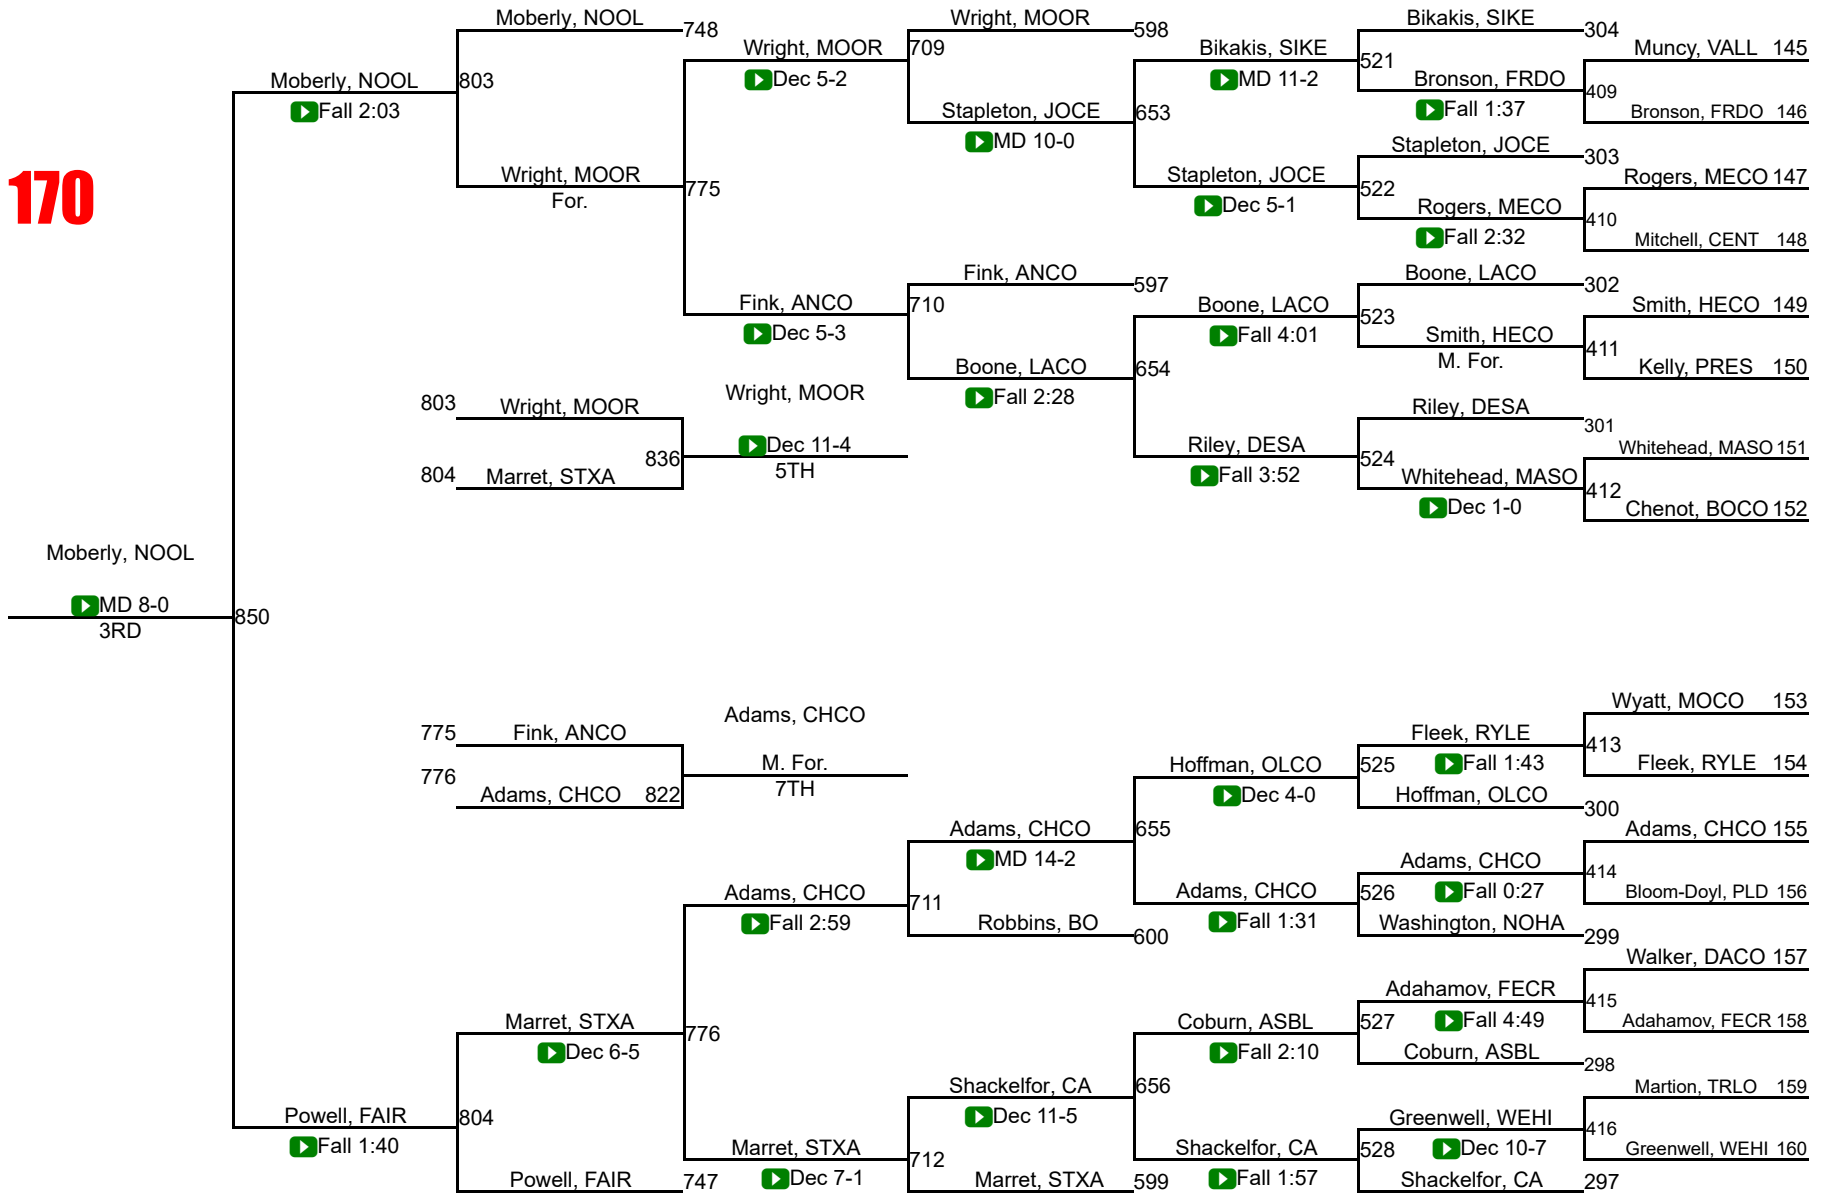 Moberly, NOOL
748
Wright, MOOR
598
Bikakis, SIKE
304
Muncy, VALL 145
Wright, MOOR
709
Bikakis, SIKE
521
Moberly, NOOL
803
Dec 5-2
MD 11-2
Bronson, FRDO
409
Fall 2:03
Stapleton, JOCE
653
Fall 1:37
Bronson, FRDO 146
MD 10-0
Stapleton, JOCE
303
Wright, MOOR
775
Stapleton, JOCE
522
Rogers, MECO 147
170
For.
Dec 5-1
Rogers, MECO
410
Fall 2:32
Mitchell, CENT 148
Fink, ANCO
597
Boone, LACO
302
Fink, ANCO
710
Boone, LACO
523
Smith, HECO 149
Dec 5-3
Fall 4:01
Smith, HECO
411
Boone, LACO
654
M. For.
Kelly, PRES 150
803
Wright, MOOR
Wright, MOOR
Fall 2:28
Riley, DESA
301
836
Dec 11-4
Riley, DESA
524
Whitehead, MASO 151
804
Marret, STXA
5TH
Fall 3:52
Whitehead, MASO
412
Dec 1-0
Chenot, BOCO 152
Moberly, NOOL
MD 8-0
850
3RD
Wyatt, MOCO 153
775
Fink, ANCO
Adams, CHCO
Fleek, RYLE
413
776
M. For.
Hoffman, OLCO
525
Fall 1:43
Fleek, RYLE 154
Adams, CHCO
822
7TH
Dec 4-0
Hoffman, OLCO
300
Adams, CHCO
655
Adams, CHCO 155
MD 14-2
Adams, CHCO
414
Adams, CHCO
711
Adams, CHCO
526
Fall 0:27
Bloom-Doyl, PLD 156
Fall 2:59
Robbins, BO
600
Fall 1:31
Washington, NOHA
299
Walker, DACO 157
Adahamov, FECR
415
Marret, STXA
776
Coburn, ASBL
527
Fall 4:49
Adahamov, FECR 158
Dec 6-5
Fall 2:10
Coburn, ASBL
298
Shackelfor, CA
656
Martion, TRLO 159
Powell, FAIR
804
Dec 11-5
Greenwell, WEHI
416
Fall 1:40
Marret, STXA
712
Shackelfor, CA
528
Dec 10-7
Greenwell, WEHI 160
Powell, FAIR
747
Dec 7-1
Marret, STXA
599
Fall 1:57
Shackelfor, CA
297